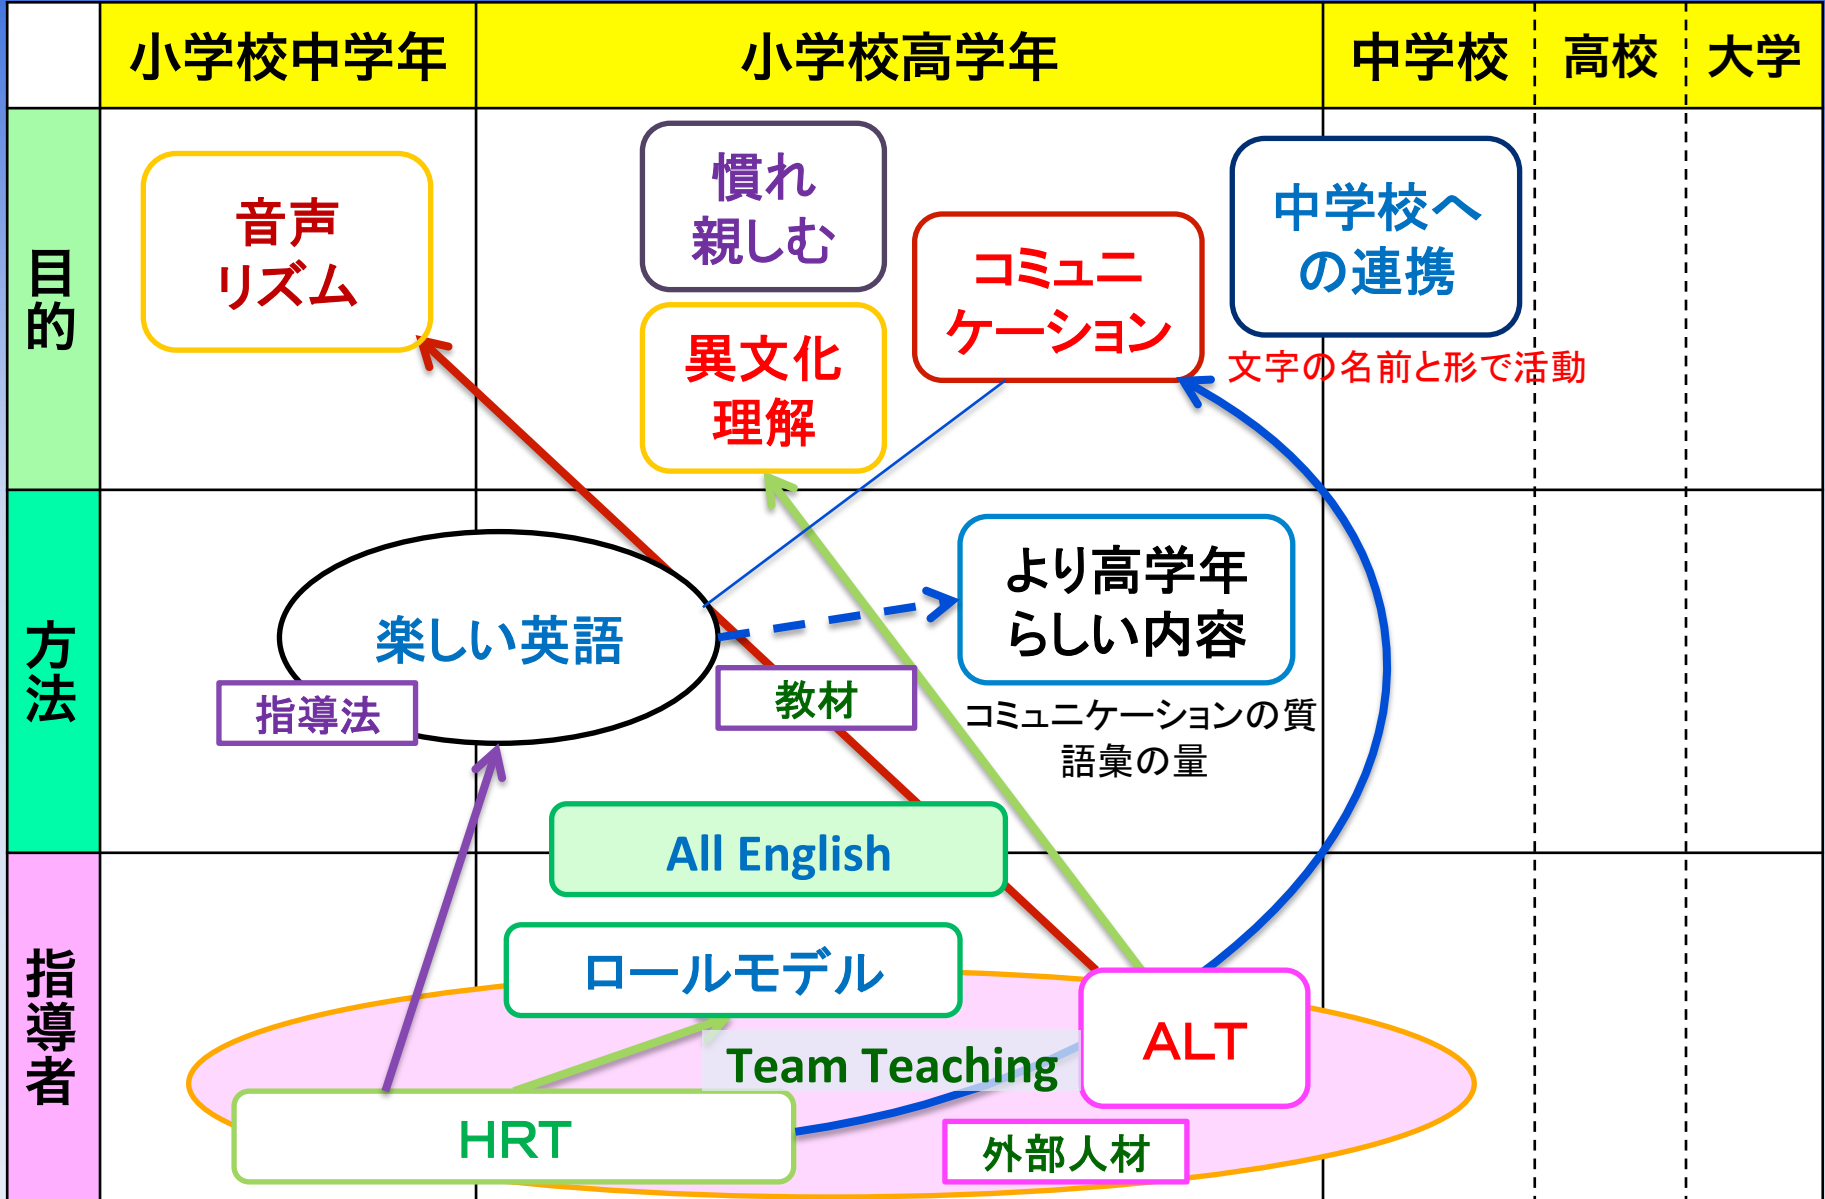 小学校中学年
小学校高学年
中学校
高校
大学
目的
音声
リズム
慣れ
親しむ
異文化
理解
コミュニ
ケーション
中学校へ
の連携
文字の名前と形で活動
方法
楽しい英語
指導法
教材
より高学年
らしい内容
コミュニケーションの質
語彙の量
All English
指導者
ロールモデル
Team Teaching
ALT
HRT
外部人材